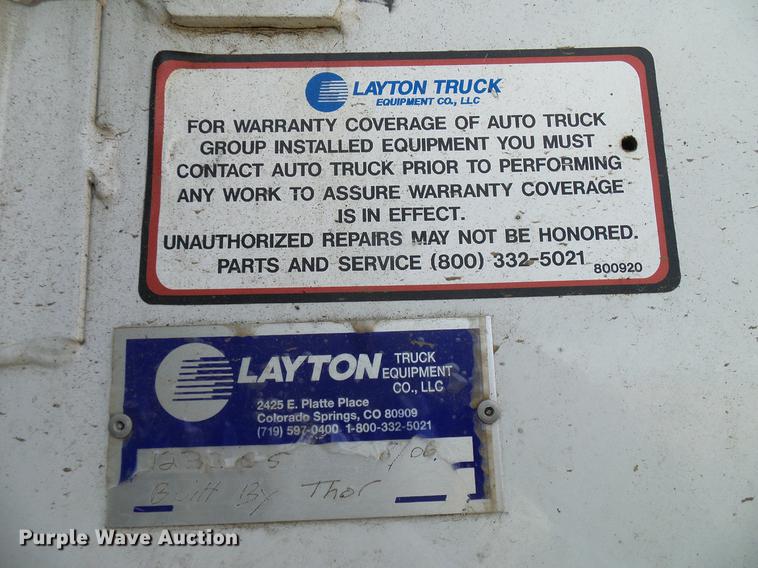 LAYTON TRUCK
EQUIPMENT CO., LLC
FOR WARRANTY COVERAGE OF AUTO TRUCK
GROUP INSTALLED EQUIPMENT YOU MUST
CONTACT AUTO TRUCK PRIOR TO PERFORMING
ANY WORK TO ASSURE WARRANTY COVERAGE
IS IN EFFECT.
UNAUTHORIZED REPAIRS MAY NOT BE HONORED.
PARTS AND SERVICE (800) 332-5021
800920
LAYTON TRUCK
EQUIPMENT
CO., LLC
2425 E. Platte Place
Colorado Springs, CO 80909
(719) 597-0400 1-800-332-5021
Built By Thor
Purple Wave Auction